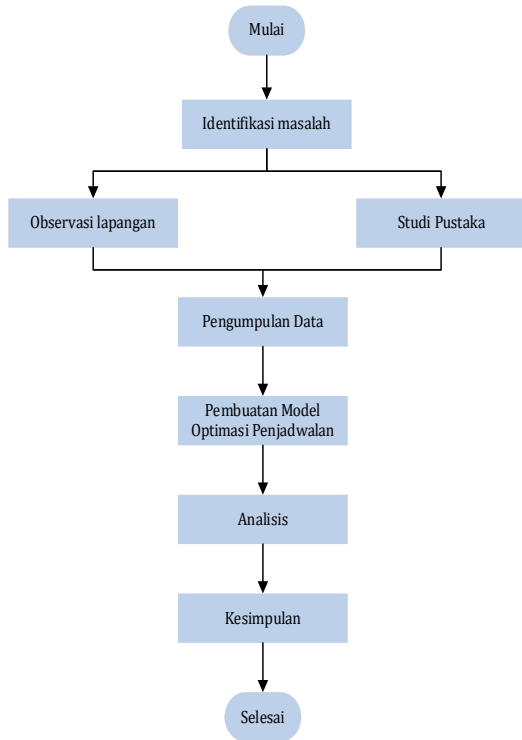 Mulai
Identifikasi masalah
Observasi lapangan
Studi Pustaka
Pengumpulan Data
Pembuatan Model
Optimasi Penjadwalan
Analisis
Kesimpulan
Selesai